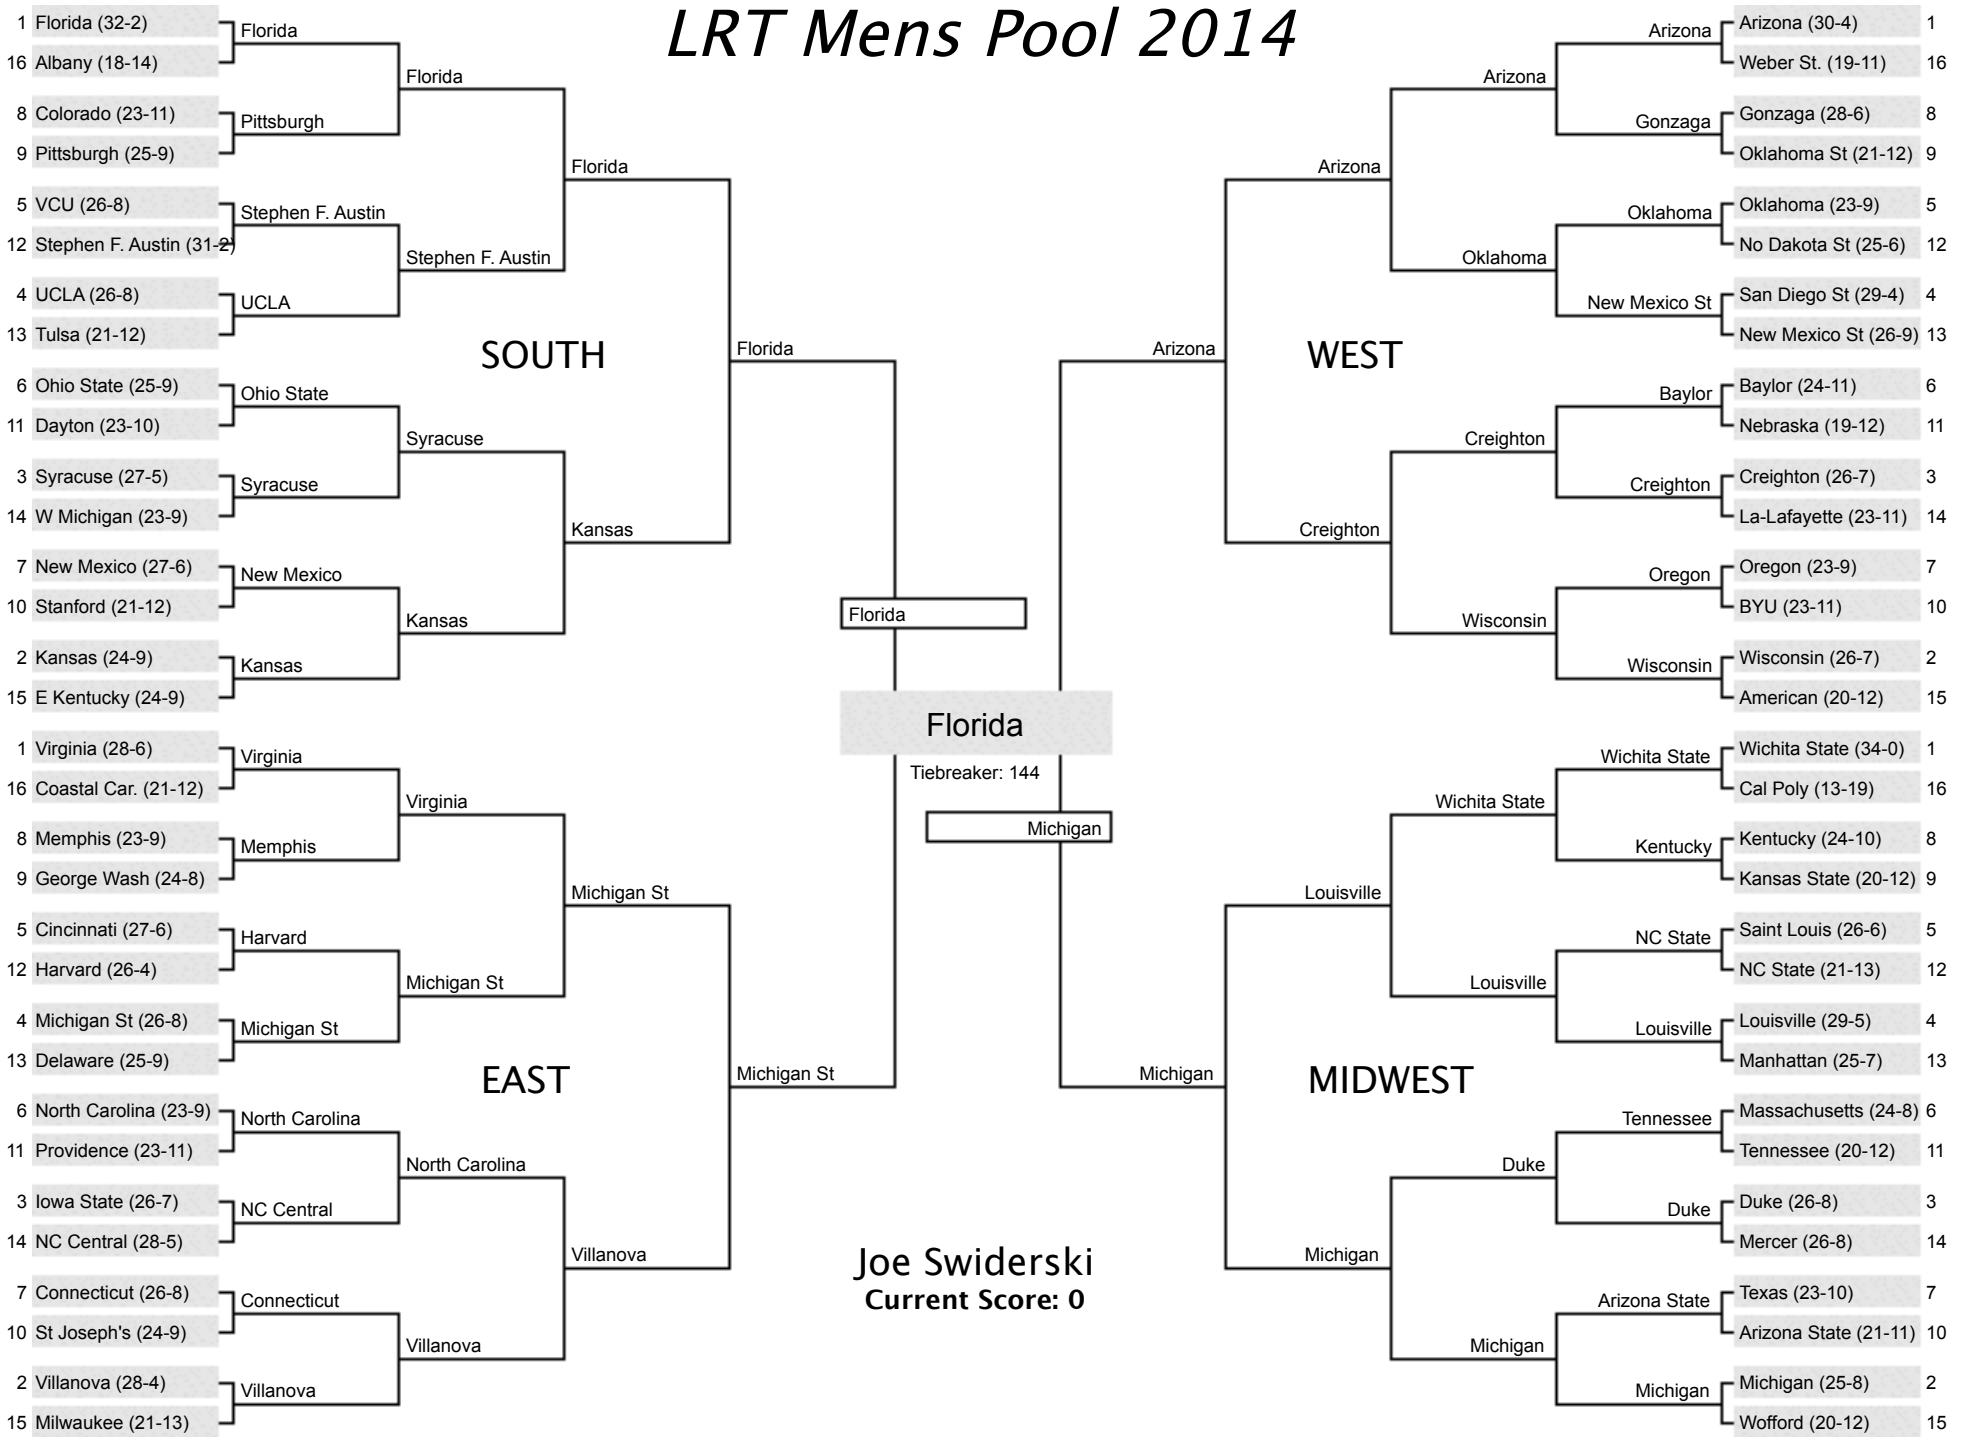 LRT Mens Pool 2014
1 Florida (32-2)
Florida
16 Albany (18-14)
Florida
8 Colorado (23-11)
Pittsburgh
9 Pittsburgh (25-9)
Florida
5 VCU (26-8)
Stephen F. Austin
12 Stephen F. Austin (31-2)
Stephen F. Austin
4 UCLA (26-8)
UCLA
13 Tulsa (21-12)
SOUTH
Florida
6 Ohio State (25-9)
Ohio State
11 Dayton (23-10)
Syracuse
3 Syracuse (27-5)
Syracuse
14 W Michigan (23-9)
Kansas
7 New Mexico (27-6)
New Mexico
10 Stanford (21-12)
Kansas
2 Kansas (24-9)
Kansas
15 E Kentucky (24-9)
1 Virginia (28-6)
Virginia
16 Coastal Car. (21-12)
Virginia
8 Memphis (23-9)
Memphis
9 George Wash (24-8)
Michigan St
5 Cincinnati (27-6)
Harvard
12 Harvard (26-4)
Michigan St
4 Michigan St (26-8)
Michigan St
13 Delaware (25-9)
EAST
Michigan St
6 North Carolina (23-9)
North Carolina
11 Providence (23-11)
North Carolina
3 Iowa State (26-7)
NC Central
14 NC Central (28-5)
Villanova
7 Connecticut (26-8)
Connecticut
10 St Joseph's (24-9)
Villanova
2 Villanova (28-4)
Villanova
15 Milwaukee (21-13)
Florida
Florida
Tiebreaker: 144
Michigan
Joe Swiderski
Current Score: 0
Arizona (30-4) 1
Arizona
Weber St. (19-11) 16
Arizona
Gonzaga (28-6) 8
Gonzaga
Oklahoma St (21-12) 9
Arizona
Oklahoma (23-9) 5
Oklahoma
No Dakota St (25-6) 12
Oklahoma
San Diego St (29-4) 4
New Mexico St
New Mexico St (26-9) 13
Arizona
WEST
Baylor (24-11) 6
Baylor
Nebraska (19-12) 11
Creighton
Creighton (26-7) 3
Creighton
La-Lafayette (23-11) 14
Creighton
Oregon (23-9) 7
Oregon
BYU (23-11) 10
Wisconsin
Wisconsin (26-7) 2
Wisconsin
American (20-12) 15
Wichita State (34-0) 1
Wichita State
Cal Poly (13-19) 16
Wichita State
Kentucky (24-10) 8
Kentucky
Kansas State (20-12) 9
Louisville
Saint Louis (26-6) 5
NC State
NC State (21-13) 12
Louisville
Louisville (29-5) 4
Louisville
Manhattan (25-7) 13
Michigan
MIDWEST
Massachusetts (24-8) 6
Tennessee
Tennessee (20-12) 11
Duke
Duke (26-8) 3
Duke
Mercer (26-8) 14
Michigan
Texas (23-10) 7
Arizona State
Arizona State (21-11) 10
Michigan
Michigan (25-8) 2
Michigan
Wofford (20-12) 15